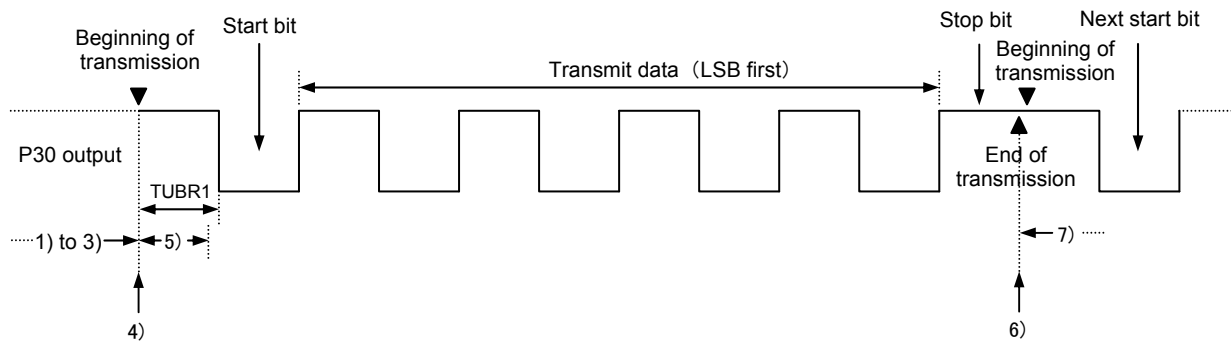 Beginning of
transmission
Start bit
Transmit data (LSB first)
Stop bit
Next start bit
Beginning of
transmission
P30 output
End of
transmission
TUBR1
1) to 3)
5)
7)
4)
6)